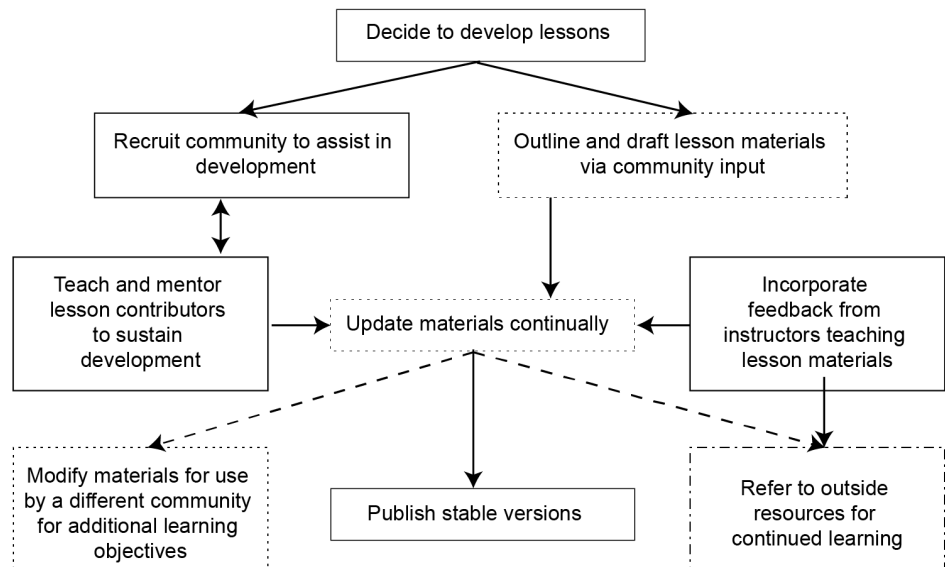 Decide to develop lessons
Recruit community to assist in
development
Outline and draft lesson materials
via community input
Teach and mentor
lesson contributors
to sustain
development
Update materials continually
Incorporate
feedback from
instructors teaching
lesson materials
Modify materials for use
by a different community
for additional learning
objectives
Publish stable versions
Refer to outside
resources for
continued learning